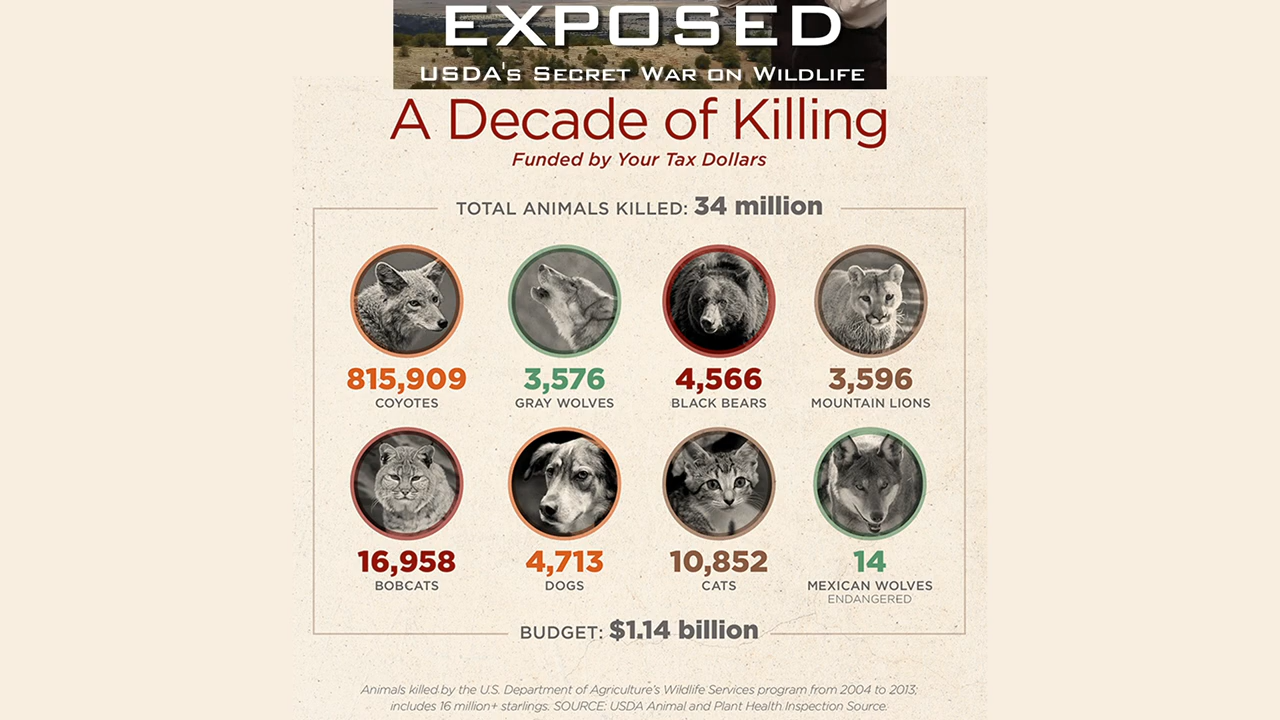 EXPOSED
USDA's Secret War on Wildlife
A Decade of Killing
Funded by Your Tax Dollars
TOTAL ANIMALS KILLED: 34 million
815,909 3,576 4,566 3,596
COYOTES GRAY WOLVES BLACK BEARS MOUNTAIN LIONS
16,958 4,713 10,852 14
BOBCATS DOGS CATS MEXICAN WOLVES
ENDANGERED
BUDGET: $1.14 billion
Animals killed by the U.S. Department of Agriculture's Wildlife Services program from 2004 to 2013;
includes 16 million+ starlings. SOURCE: USDA Animal and Plant Health Inspection Source.